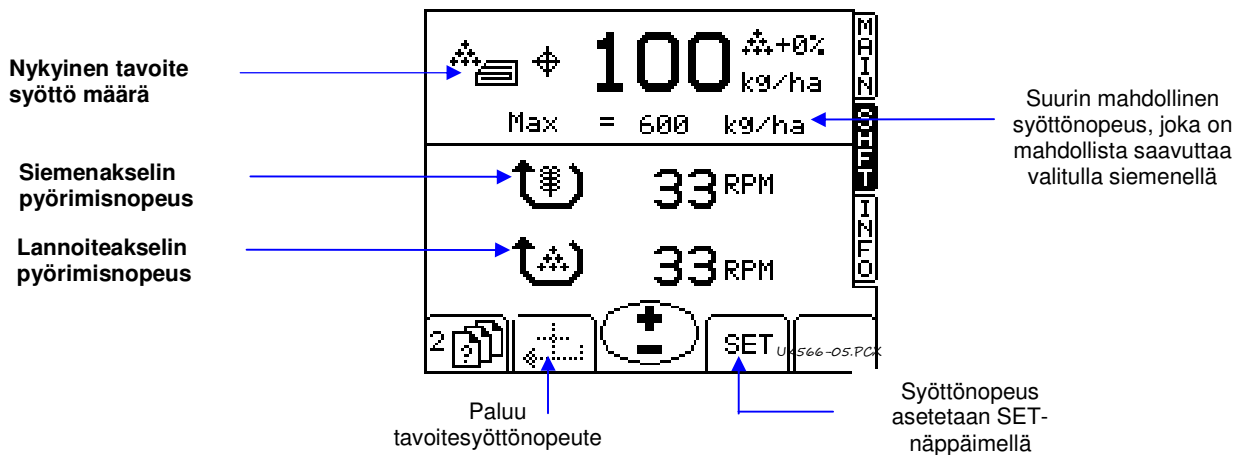 Nykyinen tavoite
syöttö määrä
100
+0%
kg/ha
Max = 600 kg/ha
MAIN
SHAFT
INFO
Suurin mahdollinen
syöttönopeus, joka on
mahdollista saavuttaa
valitulla siemenellä
Siemenakselin
pyörimisnopeus
33 RPM
Lannoiteakselin
pyörimisnopeus
33 RPM
2 ?
+
-
SET
U4566-05.PCX
Paluu
tavoitesyöttönopeute
Syöttönopeus
asetetaan SET-
näppäimellä